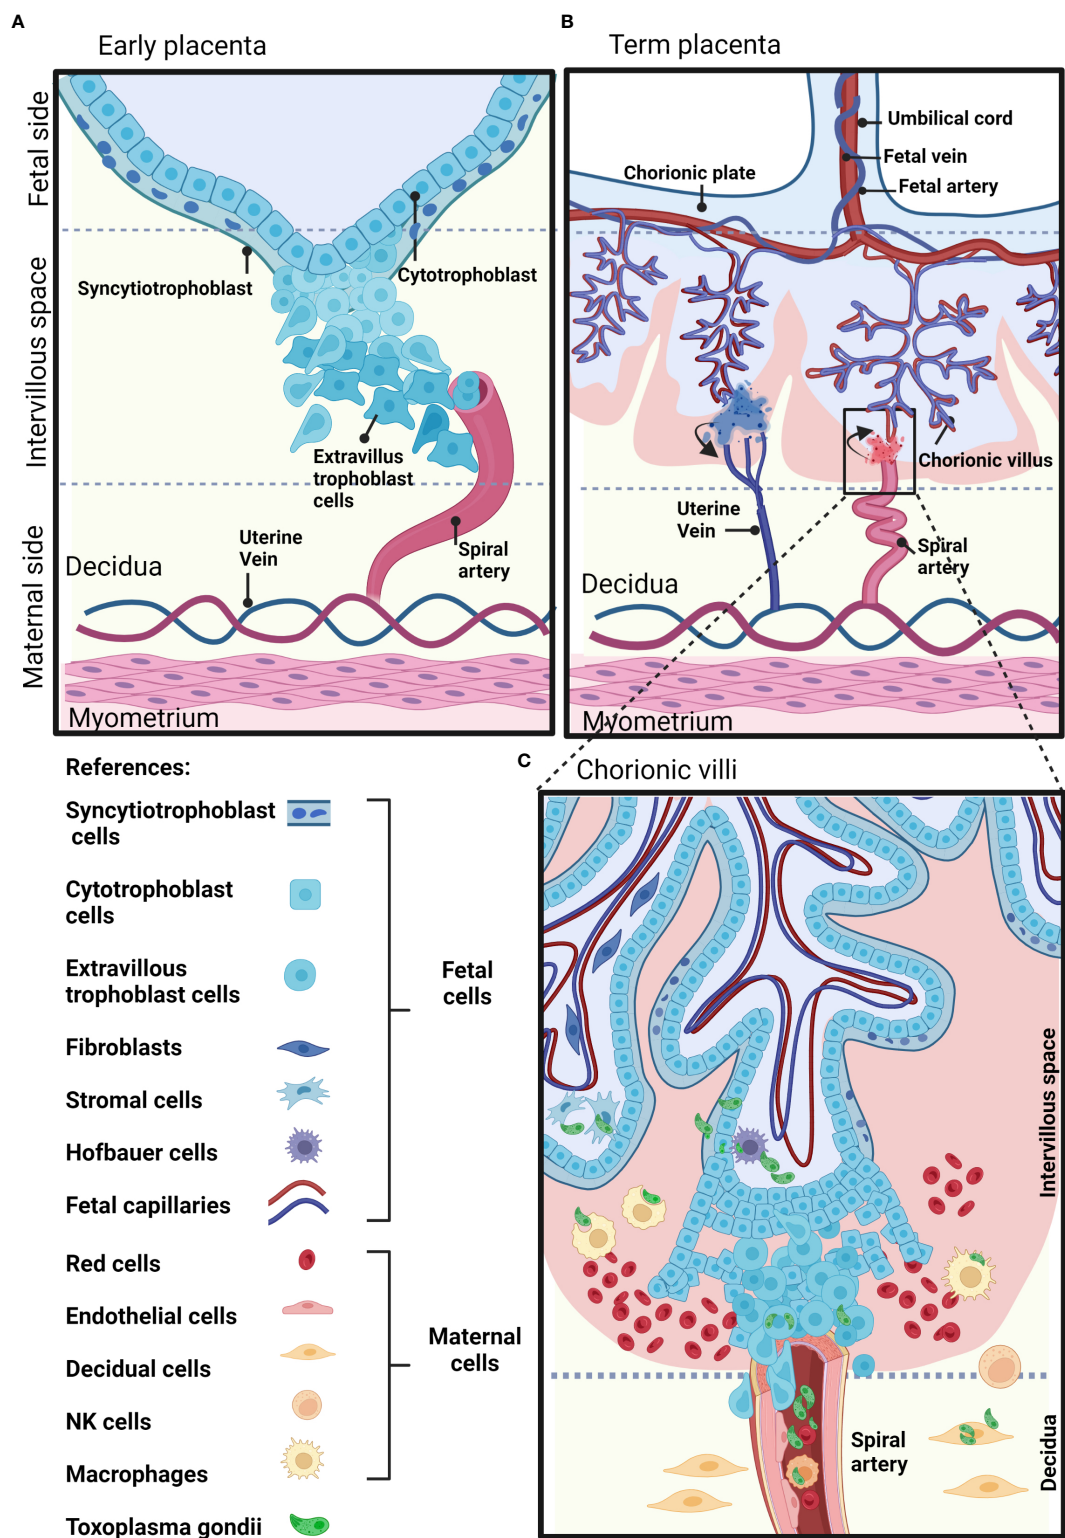 A
Early placenta
Fetal side
Intervillous space
Maternal side
Syncytiotrophoblast
Cytotrophoblast
Extravillus
trophoblast
cells
Uterine
Vein
Spiral
artery
Decidua
Myometrium
B
Term placenta
Umbilical cord
Fetal vein
Fetal artery
Chorionic plate
Chorionic villus
Uterine
Vein
Spiral
artery
Decidua
Myometrium
References:
Syncytiotrophoblast
cells
Cytotrophoblast
cells
Extravillous
trophoblast cells
Fibroblasts
Stromal cells
Hofbauer cells
Fetal capillaries
Fetal
cells
Red cells
Endothelial cells
Decidual cells
NK cells
Macrophages
Maternal
cells
Toxoplasma gondii
C
Chorionic villi
Intervillous space
Spiral
artery
Decidua